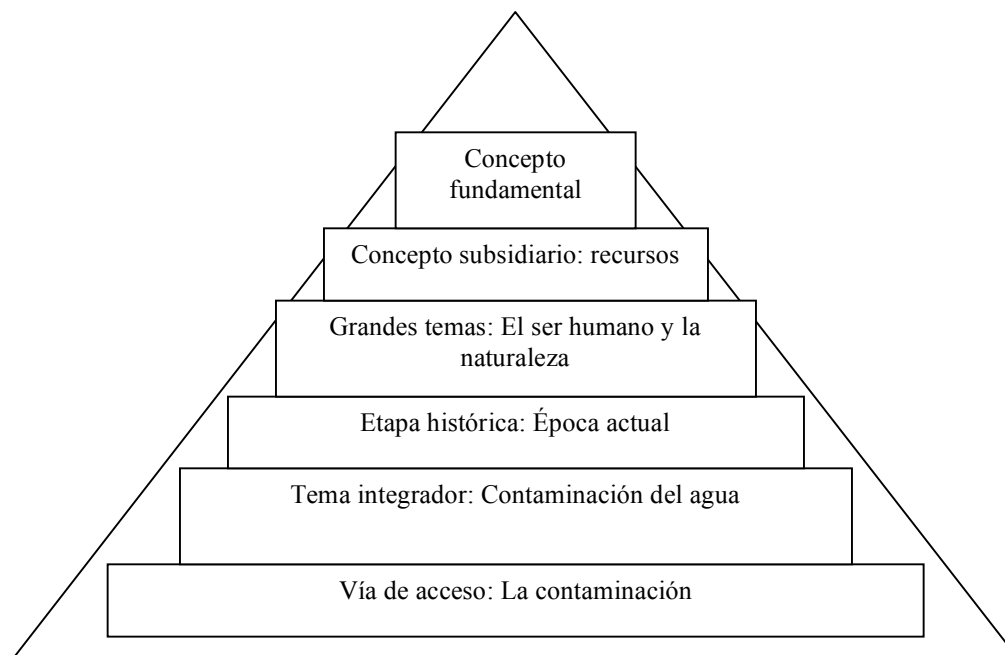 Concepto
fundamental
Concepto subsidiario: recursos
Grandes temas: El ser humano y la
naturaleza
Etapa histórica: Época actual
Tema integrador: Contaminación del agua
Vía de acceso: La contaminación